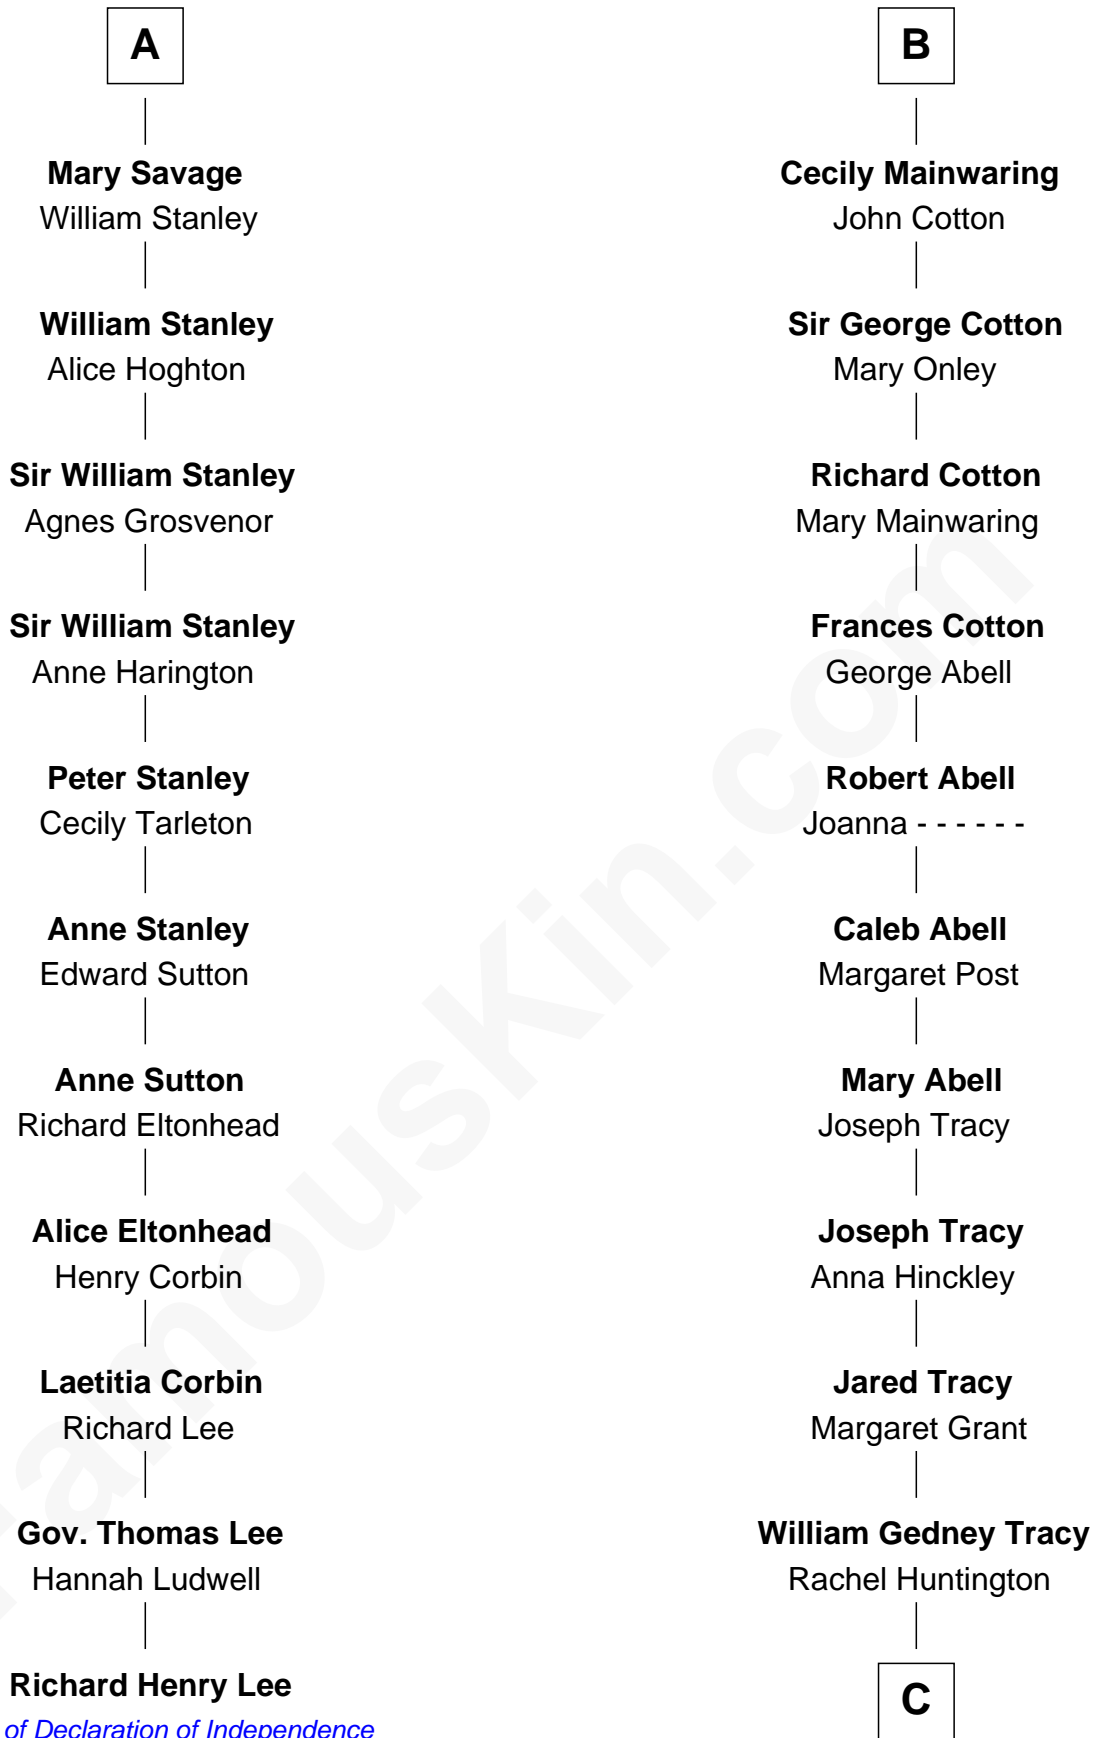 A
Mary Savage
William Stanley
William Stanley
Alice Hoghton
Sir William Stanley
Agnes Grosvenor
Sir William Stanley
Anne Harington
Peter Stanley
Cecily Tarleton
Anne Stanley
Edward Sutton
Anne Sutton
Richard Eltonhead
Alice Eltonhead
Henry Corbin
Laetitia Corbin
Richard Lee
Gov. Thomas Lee
Hannah Ludwell
Richard Henry Lee
of Declaration of Independence
B
Cecily Mainwaring
John Cotton
Sir George Cotton
Mary Onley
Richard Cotton
Mary Mainwaring
Frances Cotton
George Abell
Robert Abell
Joanna - - - - - -
Caleb Abell
Margaret Post
Mary Abell
Joseph Tracy
Joseph Tracy
Anna Hinckley
Jared Tracy
Margaret Grant
William Gedney Tracy
Rachel Huntington
C
FamousKin.com